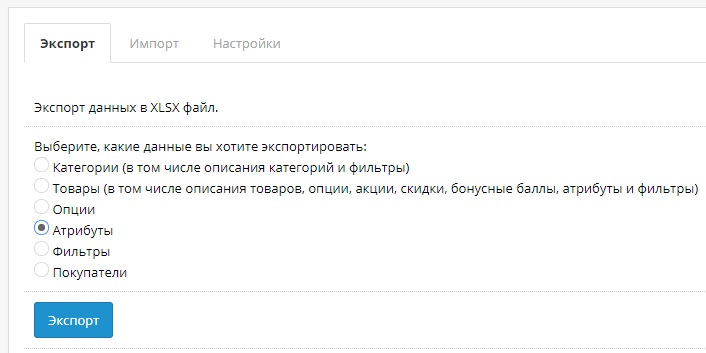 Экспорт Импорт Настройки
Экспорт данных в XLSX файл.
Выберите, какие данные вы хотите экспортировать:
Категории (в том числе описания категорий и фильтры)
Товары (в том числе описания товаров, опции, акции, скидки, бонусные баллы, атрибуты и фильтры)
Опции
Атрибуты
Фильтры
Покупатели
Экспорт